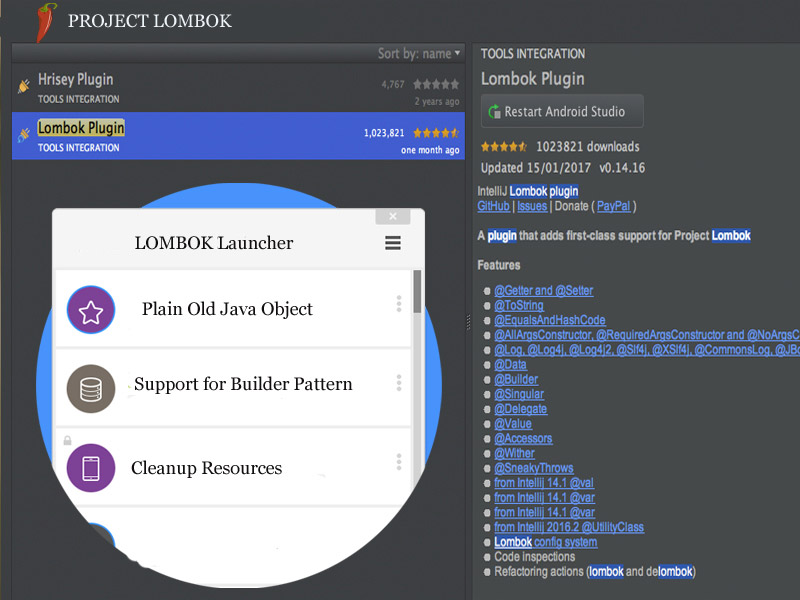 PROJECT LOMBOK
Sort by: name
Hrisey Plugin
4,767
TOOLS INTEGRATION
2 years ago
Lombok Plugin
1,023,821
TOOLS INTEGRATION
one month ago
LOMBOK Launcher
Plain Old Java Object
Support for Builder Pattern
Cleanup Resources
TOOLS INTEGRATION
Lombok Plugin
Restart Android Studio
1023821 downloads
Updated 15/01/2017 v0.14.16
IntelliJ Lombok plugin
GitHub | Issues | Donate ( PayPal )
A plugin that adds first-class support for Project Lombok
Features
@Getter and @Setter
@ToString
@EqualsAndHashCode
@AllArgsConstructor, @RequiredArgsConstructor and @NoArgsC
@Log, @Log4j, @Log4j2, @Slf4j, @XSlf4j, @CommonsLog, @JBo
@Data
@Builder
@Singular
@Delegate
@Value
@Accessors
@Wither
@SneakyThrows
from Intellij 14.1 @val
from Intellij 14.1 @var
from Intellij 14.1 @var
from Intellij 2016.2 @UtilityClass
Lombok config system
Code inspections
Refactoring actions (lombok and delombok)